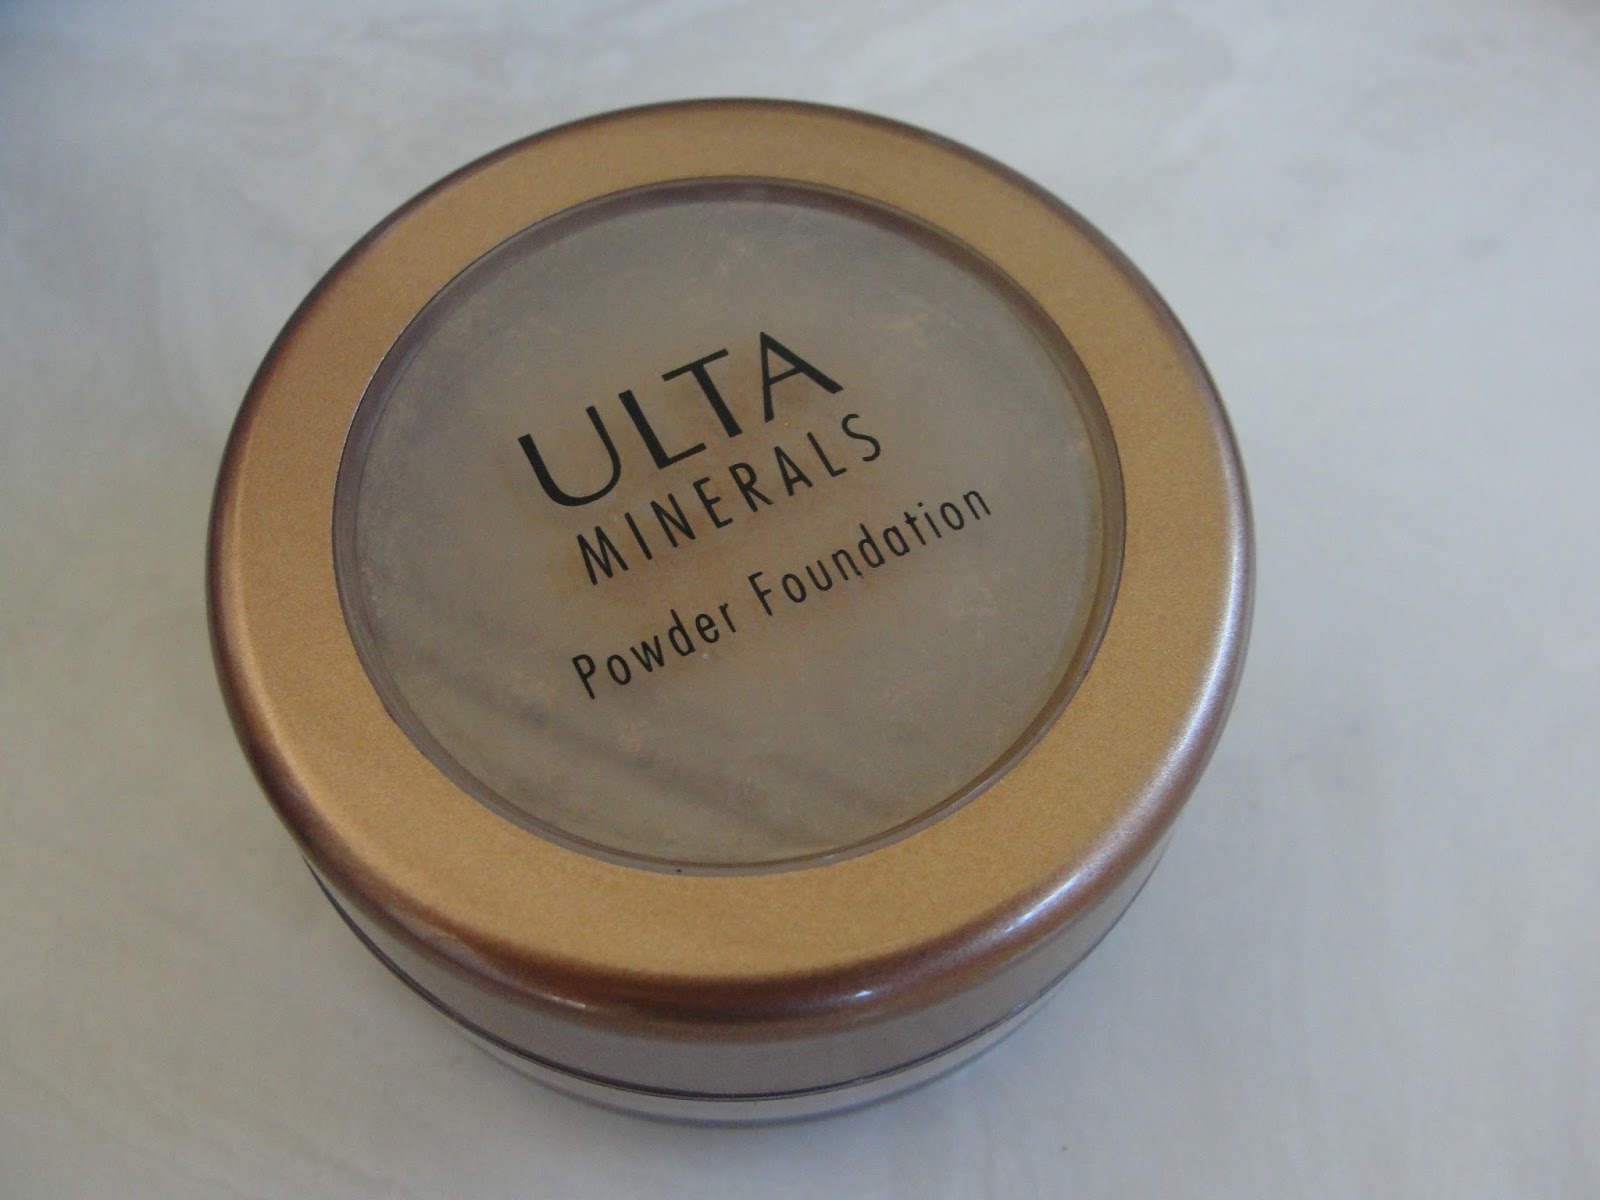 ULTA
MINERALS
Powder Foundation